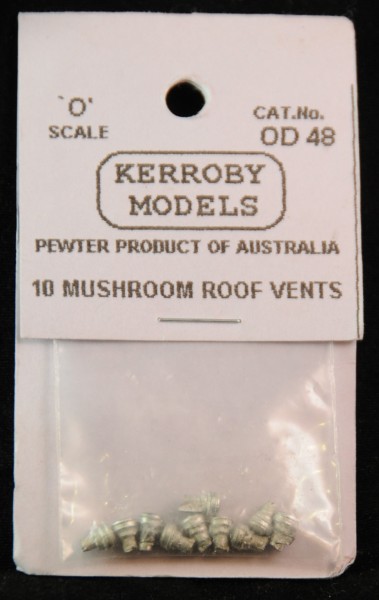 'O'
SCALE
CAT.No.
OD 48
KERROBY
MODELS
PEWTER PRODUCT OF AUSTRALIA
10 MUSHROOM ROOF VENTS